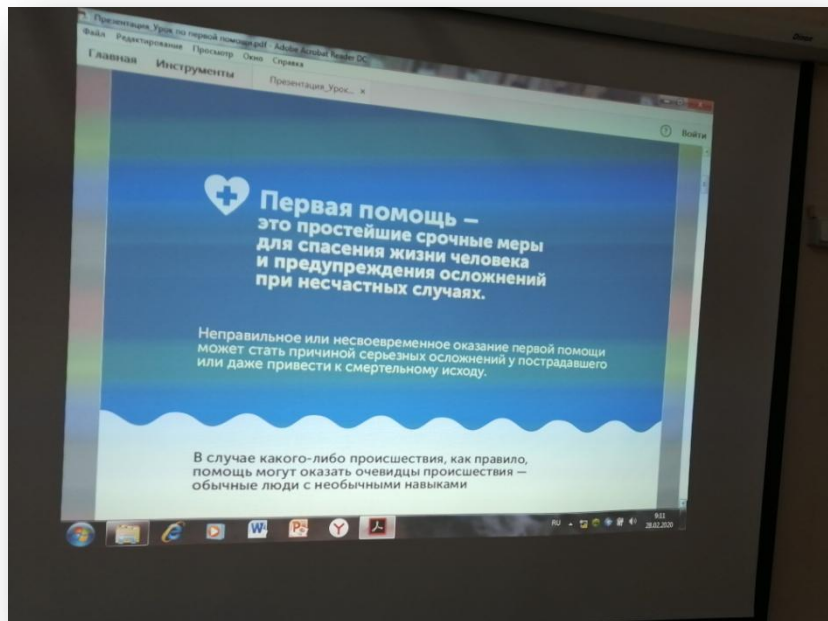 Презентация_Урок по первой помощи.pdf - Adobe Acrobat Reader DC
Файл Редактирование Просмотр Окно Справка
Главная Инструменты Презентация_Урок... ×
? Войти
Первая помощь –
это простейшие срочные меры
для спасения жизни человека
и предупреждения осложнений
при несчастных случаях.
Неправильное или несвоевременное оказание первой помощи
может стать причиной серьезных осложнений у пострадавшего
или даже привести к смертельному исходу.
В случае какого-либо происшествия, как правило,
помощь могут оказать очевидцы происшествия —
обычные люди с необычными навыками
RU
9:11
28.02.2020